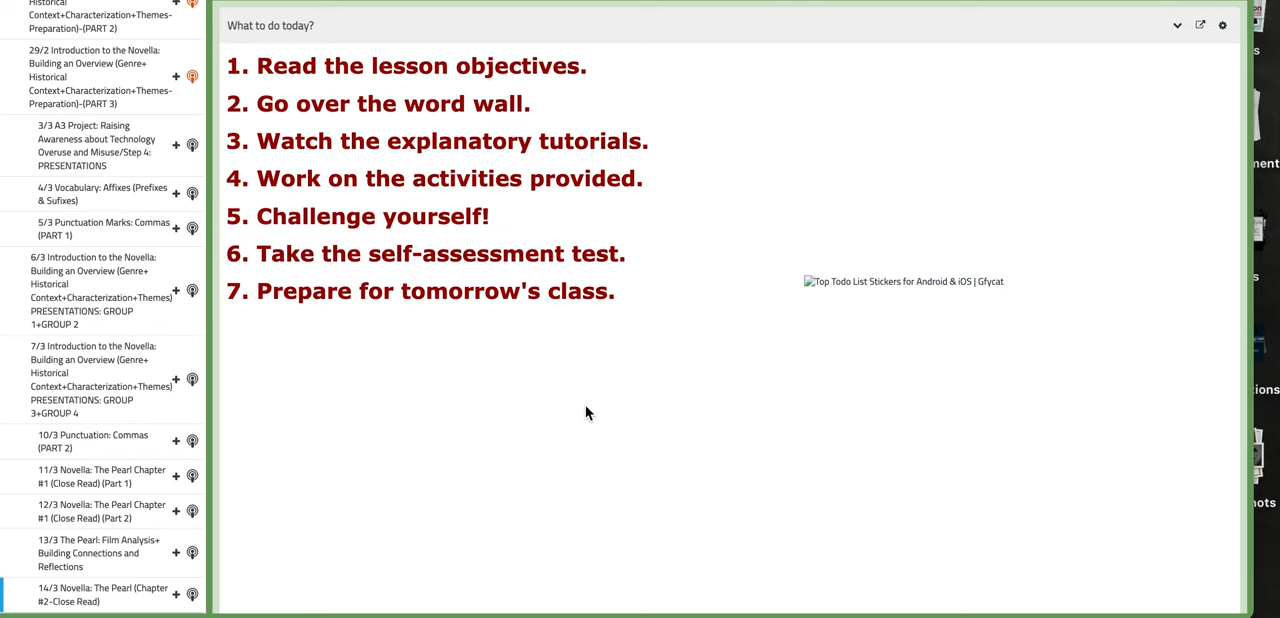 Historical
Context+Characterization+Themes-
Preparation)-(PART 2)
29/2 Introduction to the Novella:
Building an Overview (Genre+
Historical
Context+Characterization+Themes-
Preparation)-(PART 3)
3/3 A3 Project: Raising
Awareness about Technology
Overuse and Misuse/Step 4:
PRESENTATIONS
4/3 Vocabulary: Affixes (Prefixes
& Sufixes)
5/3 Punctuation Marks: Commas
(PART 1)
6/3 Introduction to the Novella:
Building an Overview (Genre+
Historical
Context+Characterization+Themes)
PRESENTATIONS: GROUP
1+GROUP 2
7/3 Introduction to the Novella:
Building an Overview (Genre+
Historical
Context+Characterization+Themes)
PRESENTATIONS: GROUP
3+GROUP 4
10/3 Punctuation: Commas
(PART 2)
11/3 Novella: The Pearl Chapter
#1 (Close Read) (Part 1)
12/3 Novella: The Pearl Chapter
#1 (Close Read) (Part 2)
13/3 The Pearl: Film Analysis+
Building Connections and
Reflections
14/3 Novella: The Pearl (Chapter
#2-Close Read)
What to do today?
1. Read the lesson objectives.
2. Go over the word wall.
3. Watch the explanatory tutorials.
4. Work on the activities provided.
5. Challenge yourself!
6. Take the self-assessment test.
7. Prepare for tomorrow's class.
Top Todo List Stickers for Android & iOS | Gfycat